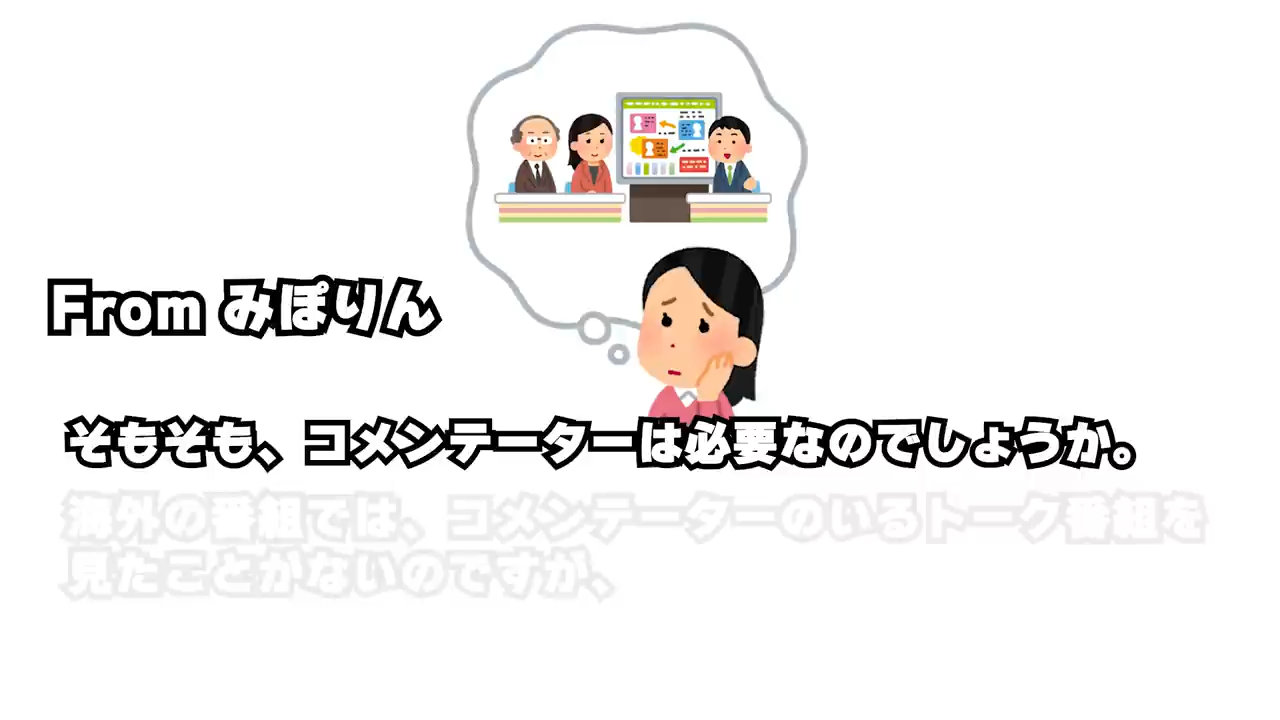 From みぽりん
そもそも、コメンテーターは必要なのでしょうか。
海外の番組では、コメンテーターのいるトーク番組を
見たことがないのですが、